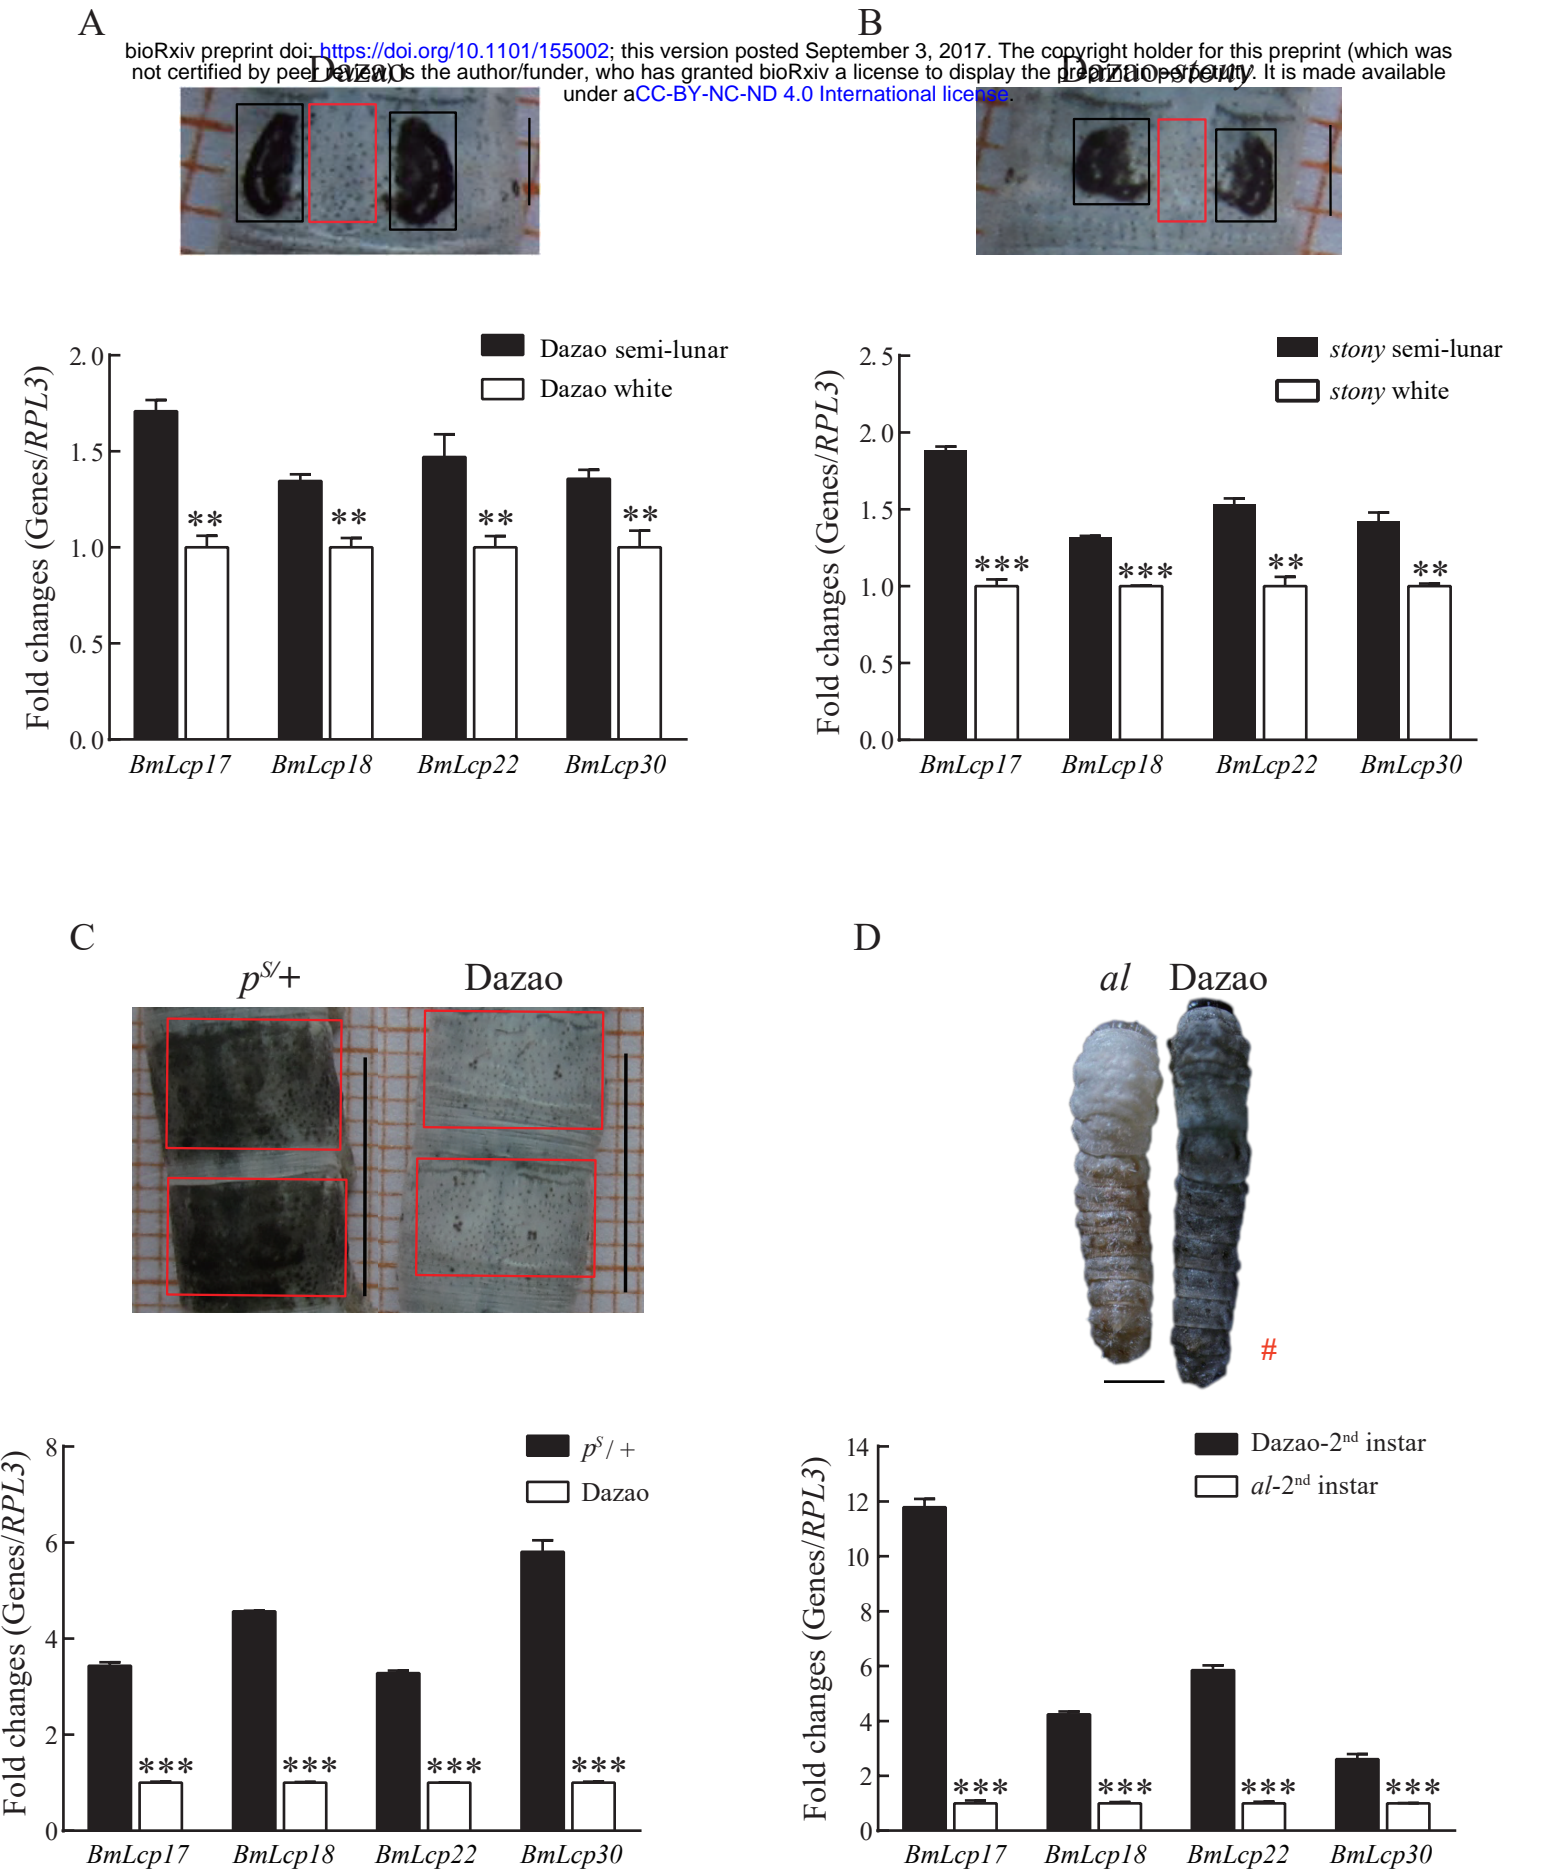 A
B
bioRxiv preprint doi: https://doi.org/10.1101/155002; this version posted September 3, 2017. The copyright holder for this preprint (which was
not certified by peer review) is the author/funder, who has granted bioRxiv a license to display the preprint in perpetuity. It is made available
under aCC-BY-NC-ND 4.0 International license.
Dazao
Dazao-stony
Fold changes (Genes/RPL3)
2.0
1.5
1.0
0.5
0.0
Dazao semi-lunar
Dazao white
** ** ** **
BmLcp17 BmLcp18 BmLcp22 BmLcp30
Fold changes (Genes/RPL3)
2.5
2.0
1.5
1.0
0.5
0.0
stony semi-lunar
stony white
*** *** ** **
BmLcp17 BmLcp18 BmLcp22 BmLcp30
C
pS/+ Dazao
D
al Dazao
#
Fold changes (Genes/RPL3)
8
6
4
2
0
pS/+
Dazao
*** *** *** ***
BmLcp17 BmLcp18 BmLcp22 BmLcp30
Fold changes (Genes/RPL3)
14
12
10
8
6
4
2
0
Dazao-2nd instar
al-2nd instar
*** *** *** ***
BmLcp17 BmLcp18 BmLcp22 BmLcp30